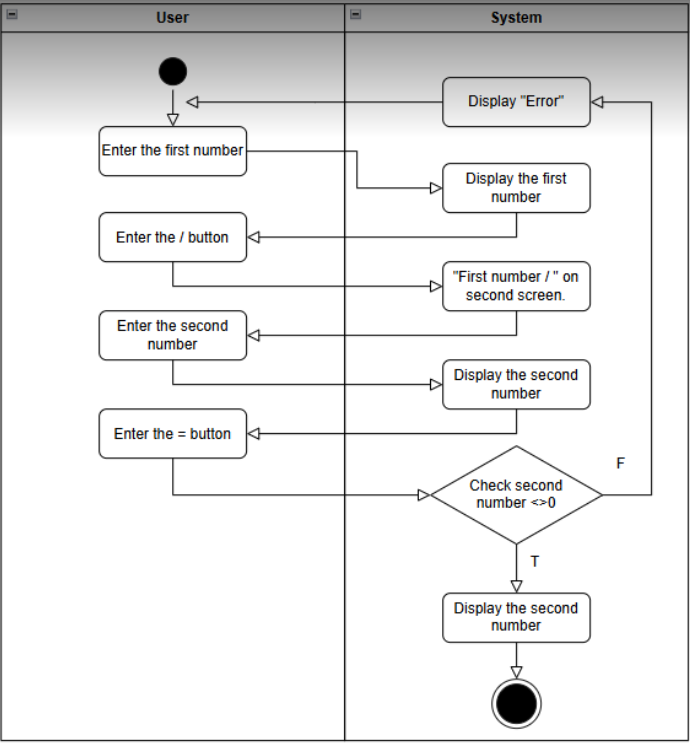 User
System
Display "Error"
Enter the first number
Display the first
number
Enter the / button
"First number / " on
second screen.
Enter the second
number
Display the second
number
Enter the = button
F
Check second
number <>0
T
Display the second
number